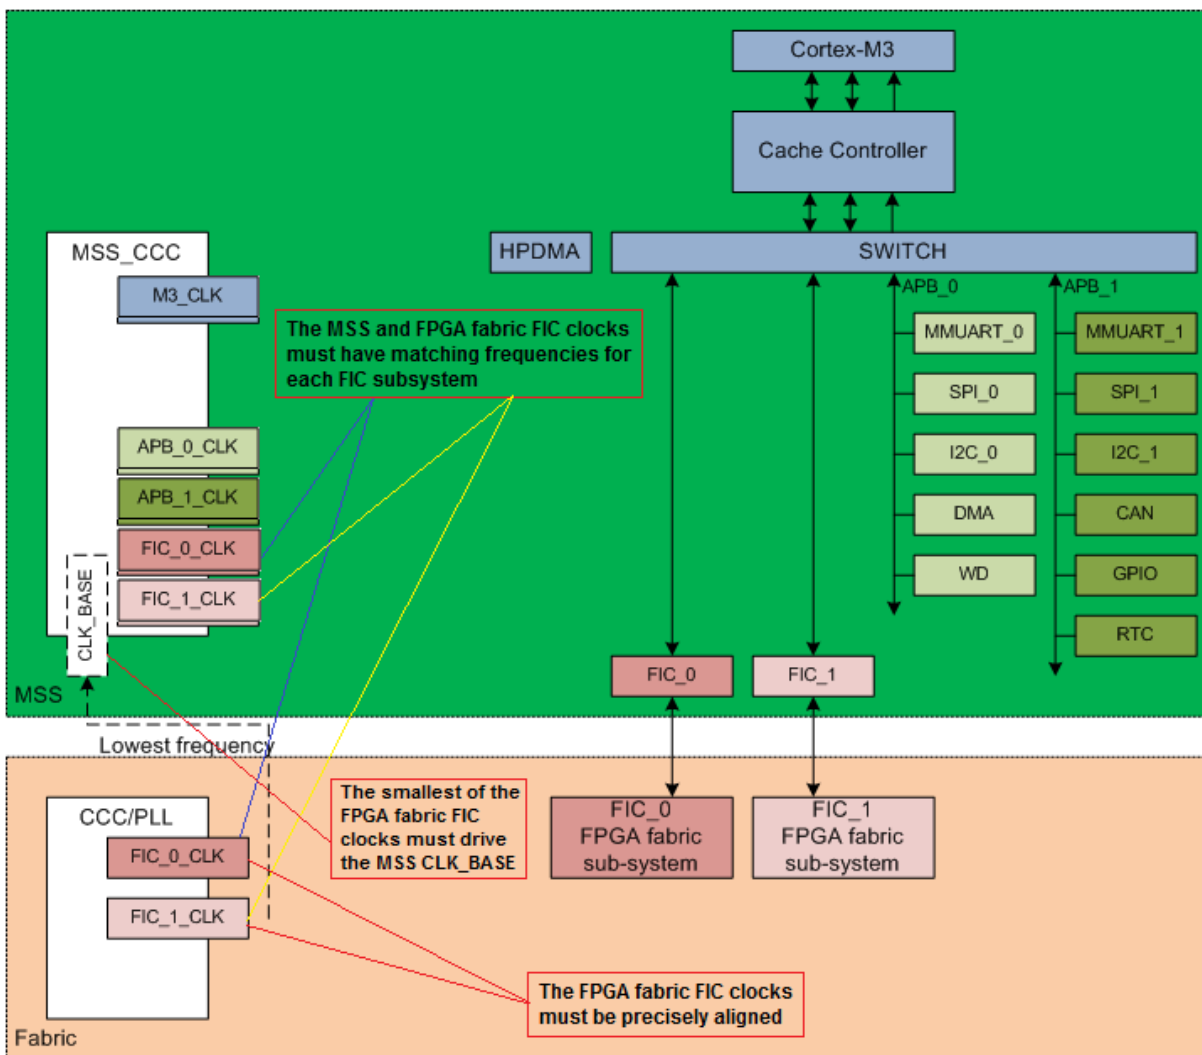 Cortex-M3
Cache Controller
MSS_CCC
HPDMA
SWITCH
M3_CLK
APB_0
APB_1
The MSS and FPGA fabric FIC clocks
must have matching frequencies for
each FIC subsystem
MMUART_0
MMUART_1
SPI_0
SPI_1
APB_0_CLK
I2C_0
I2C_1
APB_1_CLK
DMA
CAN
FIC_0_CLK
WD
GPIO
FIC_1_CLK
CLK_BASE
RTC
FIC_0
FIC_1
MSS
Lowest frequency
The smallest of the
FPGA fabric FIC
clocks must drive
the MSS CLK_BASE
CCC/PLL
FIC_0_CLK
FIC_1_CLK
FIC_0
FPGA fabric
sub-system
FIC_1
FPGA fabric
sub-system
The FPGA fabric FIC clocks
must be precisely aligned
Fabric